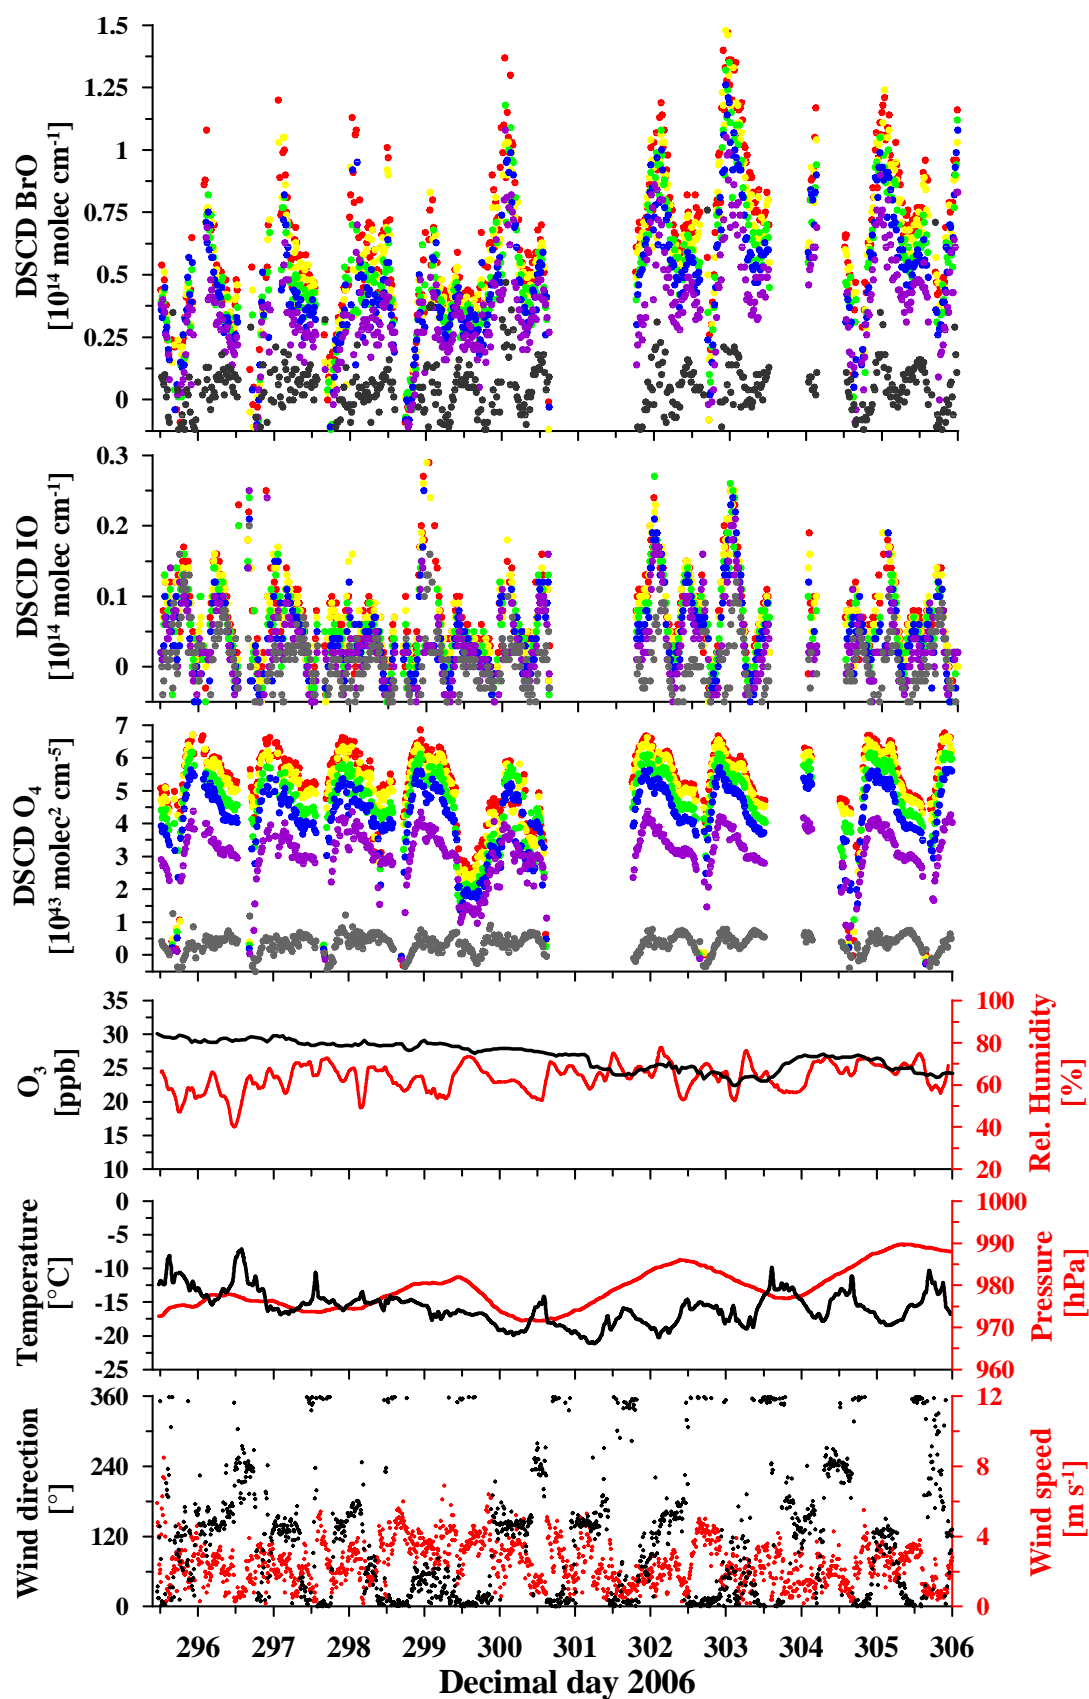 DSCD BrO
[10¹⁴ molec cm⁻¹]
1.5
1.25
1
0.75
0.5
0.25
0
DSCD IO
[10¹⁴ molec cm⁻¹]
0.3
0.2
0.1
0
DSCD O₄
[10⁴³ molec² cm⁻⁵]
7
6
5
4
3
2
1
0
O₃
[ppb]
35
30
25
20
15
10
100
80
60
40
20
Rel. Humidity
[%]
Temperature
[°C]
0
-5
-10
-15
-20
-25
1000
990
980
970
960
Pressure
[hPa]
Wind direction
[°]
360
240
120
0
12
8
4
0
Wind speed
[m s⁻¹]
296 297 298 299 300 301 302 303 304 305 306
Decimal day 2006